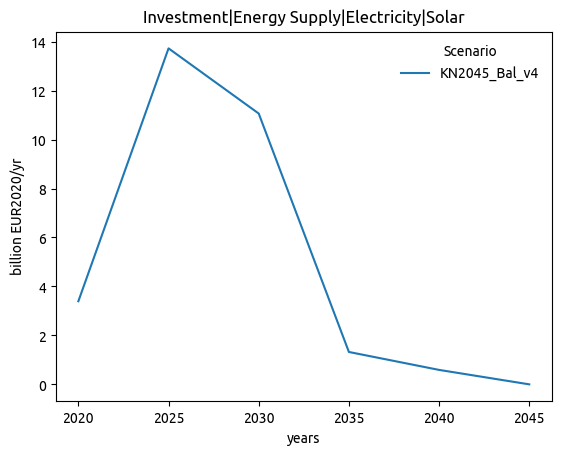 Investment|Energy Supply|Electricity|Solar
Scenario
KN2045_Bal_v4
billion EUR2020/yr
14
12
10
8
6
4
2
0
2020 2025 2030 2035 2040 2045
years